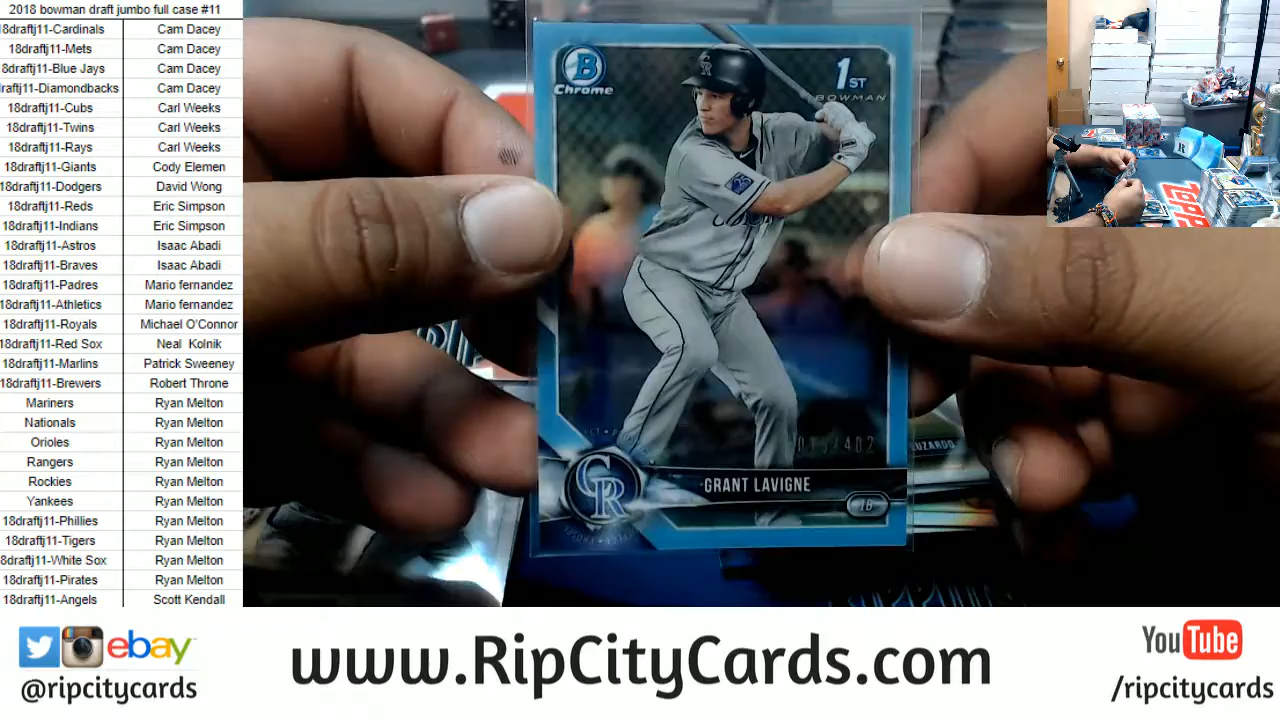 2018 bowman draft jumbo full case #11
18draftj11-Cardinals Cam Dacey
18draftj11-Mets Cam Dacey
18draftj11-Blue Jays Cam Dacey
draftj11-Diamondbacks Cam Dacey
18draftj11-Cubs Carl Weeks
18draftj11-Twins Carl Weeks
18draftj11-Rays Carl Weeks
18draftj11-Giants Cody Elemen
18draftj11-Dodgers David Wong
18draftj11-Reds Eric Simpson
18draftj11-Indians Eric Simpson
18draftj11-Astros Isaac Abadi
18draftj11-Braves Isaac Abadi
18draftj11-Padres Mario fernandez
18draftj11-Athletics Mario fernandez
18draftj11-Royals Michael O'Connor
18draftj11-Red Sox Neal Kolnik
18draftj11-Marlins Patrick Sweeney
18draftj11-Brewers Robert Throne
Mariners Ryan Melton
Nationals Ryan Melton
Orioles Ryan Melton
Rangers Ryan Melton
Rockies Ryan Melton
Yankees Ryan Melton
18draftj11-Phillies Ryan Melton
18draftj11-Tigers Ryan Melton
8draftj11-White Sox Ryan Melton
18draftj11-Pirates Ryan Melton
18draftj11-Angels Scott Kendall
B
Chrome
1ST
BOWMAN
25
CR
GRANT LAVIGNE
1B
UZARDO
TOPP
ebay
@ripcitycards
www.RipCityCards.com
YouTube
/ripcitycards